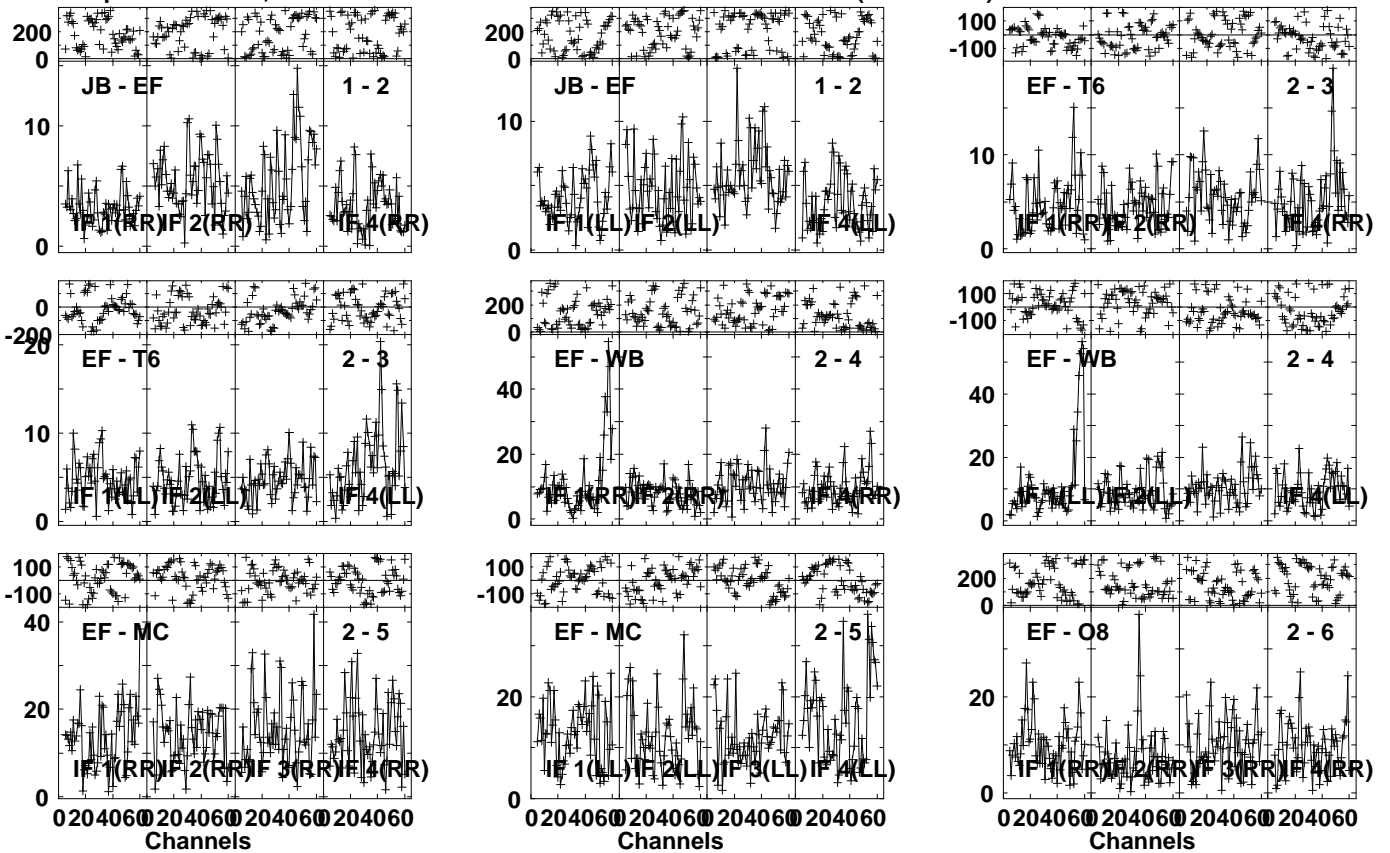 200
0
200
0
100
-100
JB - EF 1 - 2
JB - EF 1 - 2
EF - T6 2 - 3
10
10
10
IF 1(RR) IF 2(RR) IF 4(RR)
IF 1(LL) IF 2(LL) IF 4(LL)
IF 1(RR) IF 2(RR) IF 4(RR)
0
0
0
0
-200
200
0
100
-100
20
EF - T6 2 - 3
EF - WB 2 - 4
EF - WB 2 - 4
10
40
20
40
20
IF 1(LL) IF 2(LL) IF 4(LL)
IF 1(RR) IF 2(RR) IF 4(RR)
IF 1(LL) IF 2(LL) IF 4(LL)
0
0
0
100
-100
100
-100
200
0
40
EF - MC 2 - 5
EF - MC 2 - 5
EF - O8 2 - 6
20
20
20
IF 1(RR) IF 2(RR) IF 3(RR) IF 4(RR)
IF 1(LL) IF 2(LL) IF 3(LL) IF 4(LL)
IF 1(RR) IF 2(RR) IF 3(RR) IF 4(RR)
0
0
0
0 20 40 60 0 20 40 60 0 20 40 60 0 20 40 60
0 20 40 60 0 20 40 60 0 20 40 60 0 20 40 60
0 20 40 60 0 20 40 60 0 20 40 60 0 20 40 60
Channels
Channels
Channels